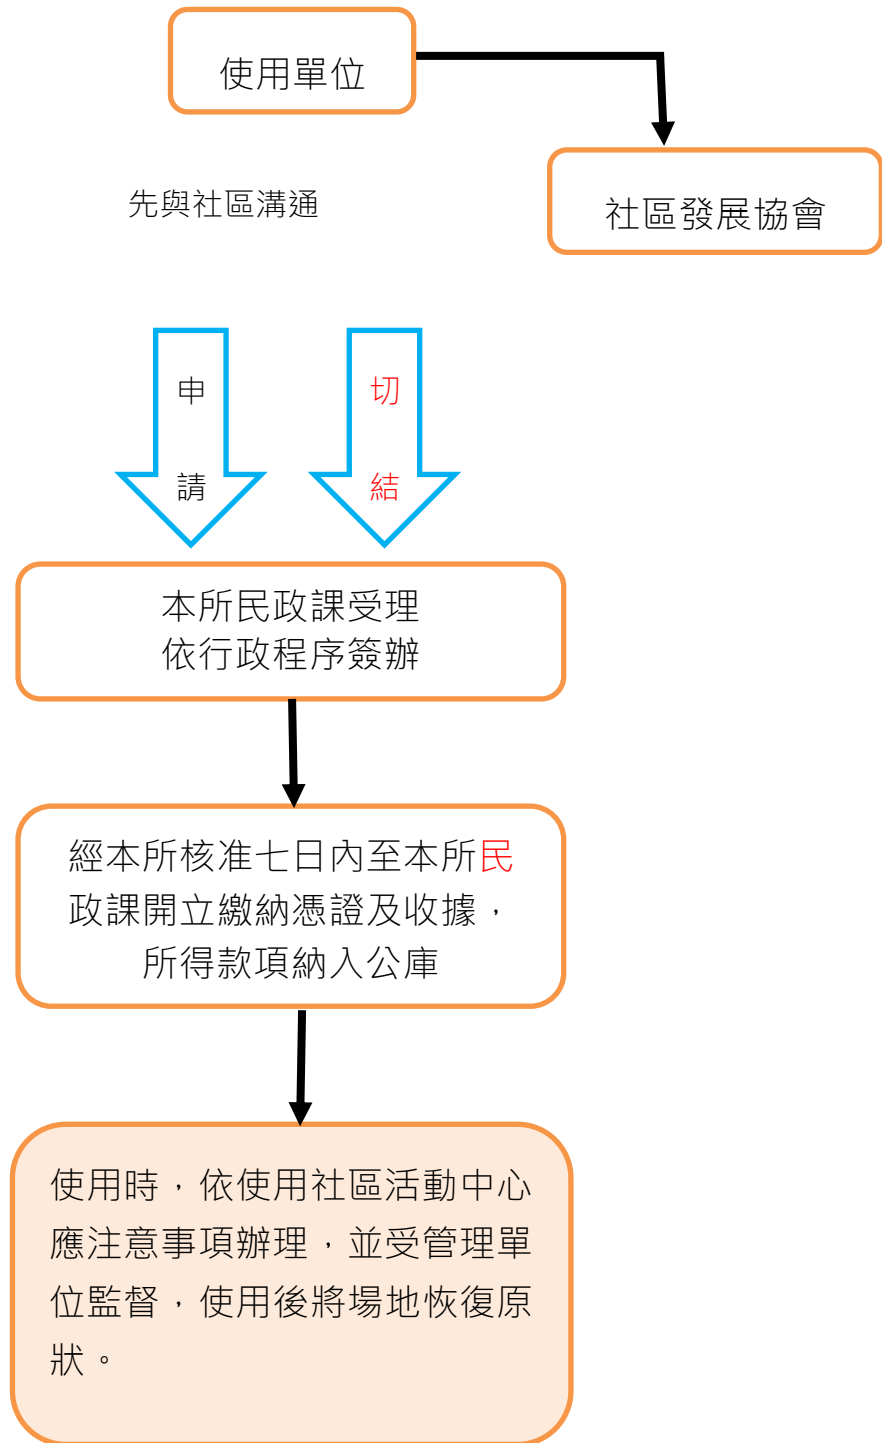 使用單位
先與社區溝通
社區發展協會
申
請
切
結
本所民政課受理
依行政程序簽辦
經本所核准七日內至本所民
政課開立繳納憑證及收據，
所得款項納入公庫
使用時，依使用社區活動中心
應注意事項辦理，並受管理單
位監督，使用後將場地恢復原
狀。